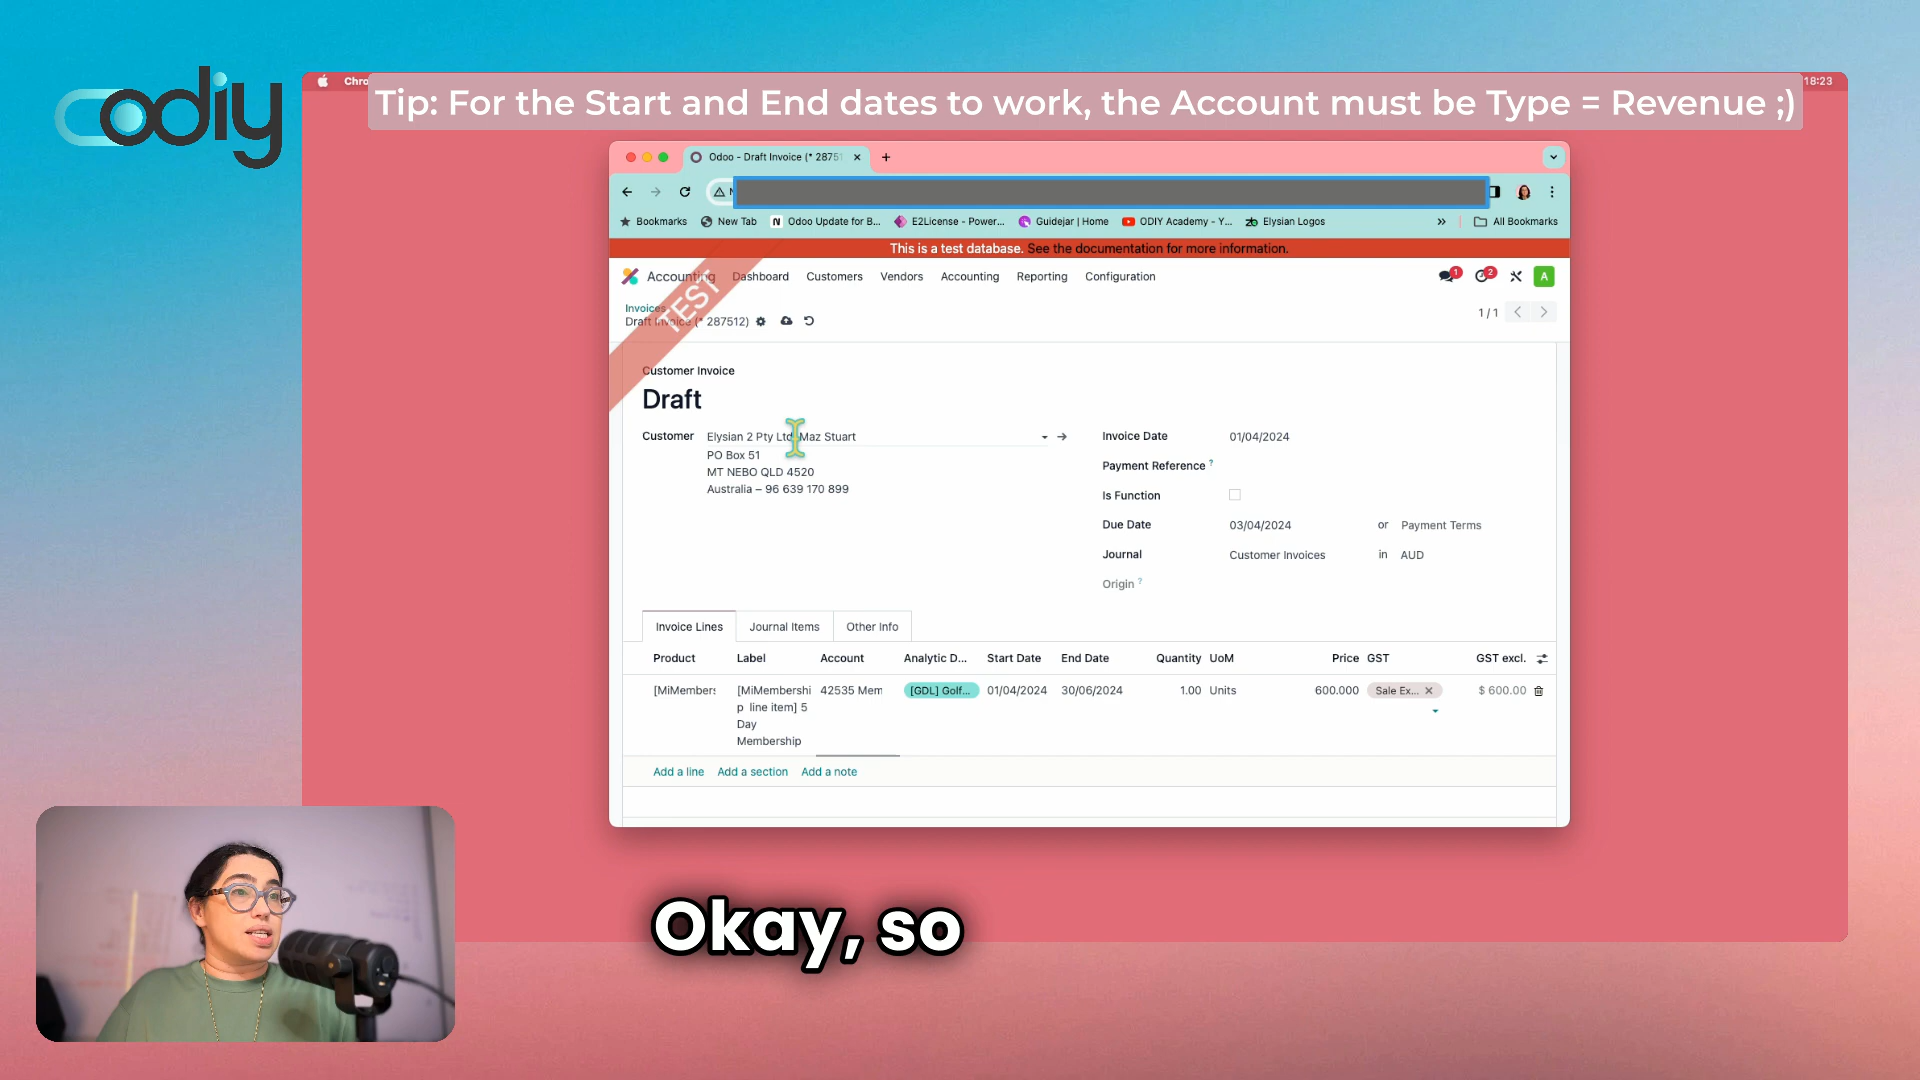 odiy
Chro
18:23
Tip: For the Start and End dates to work, the Account must be Type = Revenue ;)
Odoo - Draft Invoice (* 28751
Bookmarks
New Tab
Odoo Update for B...
E2License - Power...
Guidejar | Home
ODIY Academy - Y...
Elysian Logos
»
All Bookmarks
This is a test database. See the documentation for more information.
Accounting
Dashboard
Customers
Vendors
Accounting
Reporting
Configuration
1
2
A
TEST
Invoices
Draft Invoice (* 287512)
1 / 1
Customer Invoice
Draft
Customer
Elysian 2 Pty Ltd, Maz Stuart
PO Box 51
MT NEBO QLD 4520
Australia – 96 639 170 899
Invoice Date
01/04/2024
Payment Reference ?
Is Function
Due Date
03/04/2024
or
Payment Terms
Journal
Customer Invoices
in
AUD
Origin ?
Invoice Lines
Journal Items
Other Info
Product
Label
Account
Analytic D...
Start Date
End Date
Quantity
UoM
Price
GST
GST excl.
[MiMembers
[MiMembershi
p line item] 5
Day
Membership
42535 Mem
[GDL] Golf...
01/04/2024
30/06/2024
1.00
Units
600.000
Sale Ex...
$ 600.00
Add a line
Add a section
Add a note
Okay, so